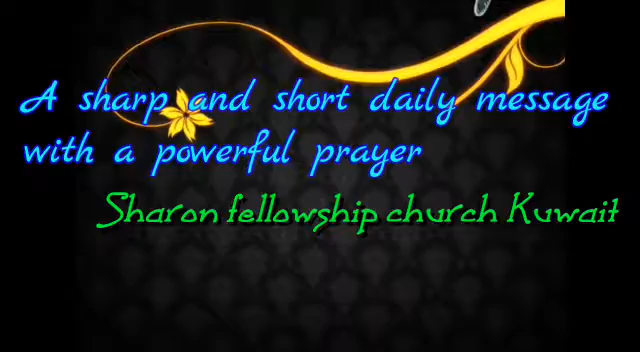 A sharp and short daily message
with a powerful prayer
Sharon fellowship church Kuwait